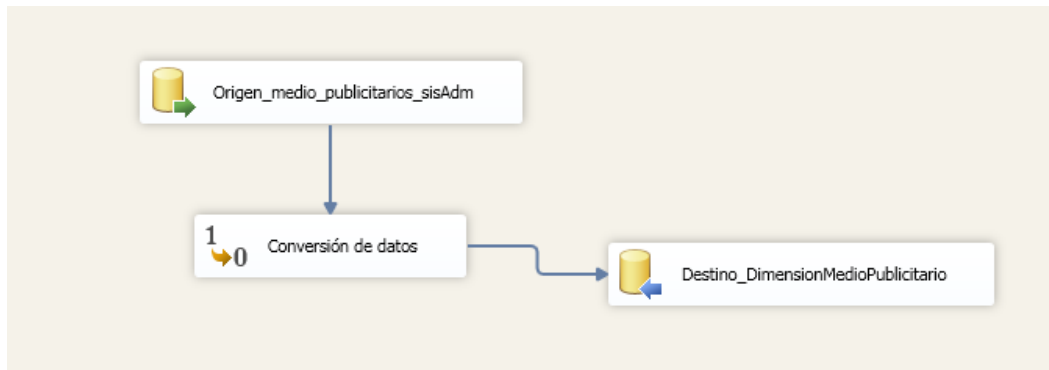 Origen_medio_publicitarios_sisAdm
1
0
Conversión de datos
Destino_DimensionMedioPublicitario